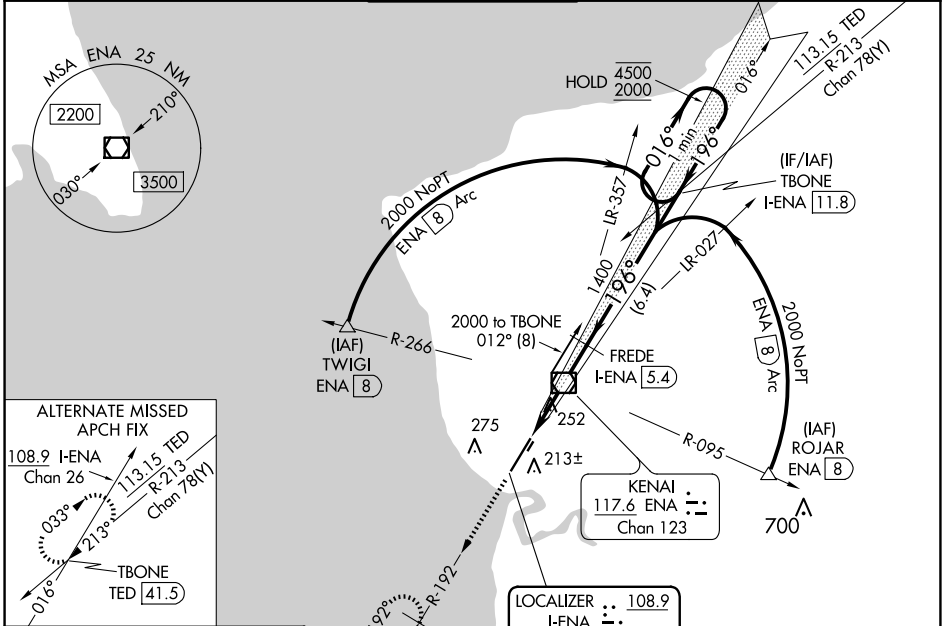 MSA ENA 25 NM
2200
210°
030°
3500
HOLD 4500
2000
016°
1 min
196°
016°
113.15 TED
R-213
Chan 78(Y)
(IF/IAF)
TBONE
I-ENA 11.8
2000 NoPT
ENA 8 Arc
LR-357
LR-027
1400
196°
(6.4)
2000 to TBONE
012° (8)
FREDE
I-ENA 5.4
R-266
(IAF)
TWIGI
ENA 8
2000 NoPT
ENA 8 Arc
R-095
(IAF)
ROJAR
ENA 8
700
275
252
213±
KENAI
117.6 ENA
Chan 123
ALTERNATE MISSED
APCH FIX
108.9 I-ENA
Chan 26
113.15 TED
R-213
Chan 78(Y)
033°
213°
016°
TBONE
TED 41.5
R-192
192°
LOCALIZER 108.9
I-ENA